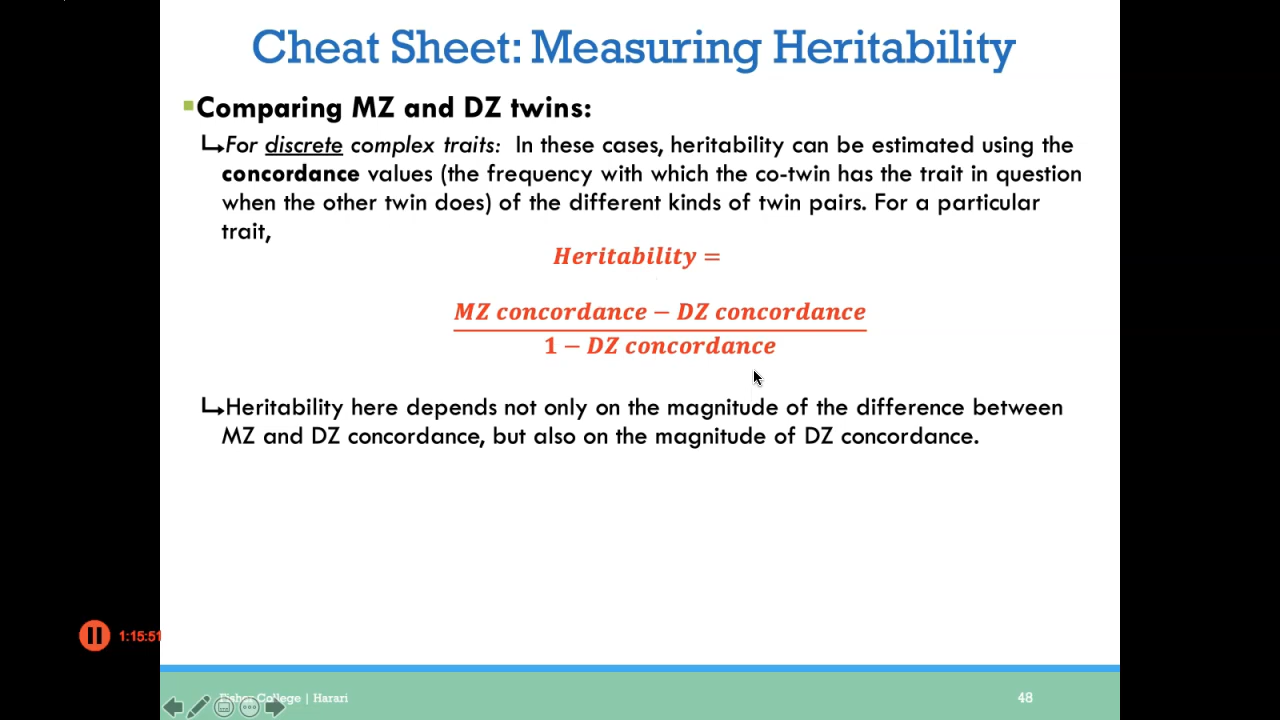 Cheat Sheet: Measuring Heritability
Comparing MZ and DZ twins:
For discrete complex traits: In these cases, heritability can be estimated using the
concordance values (the frequency with which the co-twin has the trait in question
when the other twin does) of the different kinds of twin pairs. For a particular
trait,
Heritability =
MZ concordance − DZ concordance
1 − DZ concordance
Heritability here depends not only on the magnitude of the difference between
MZ and DZ concordance, but also on the magnitude of DZ concordance.
1:15:51
Fisher College | Harari
48